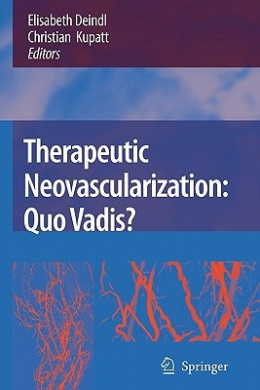 Elisabeth Deindl
Christian Kupatt
Editors
Therapeutic
Neovascularization:
Quo Vadis?
Springer